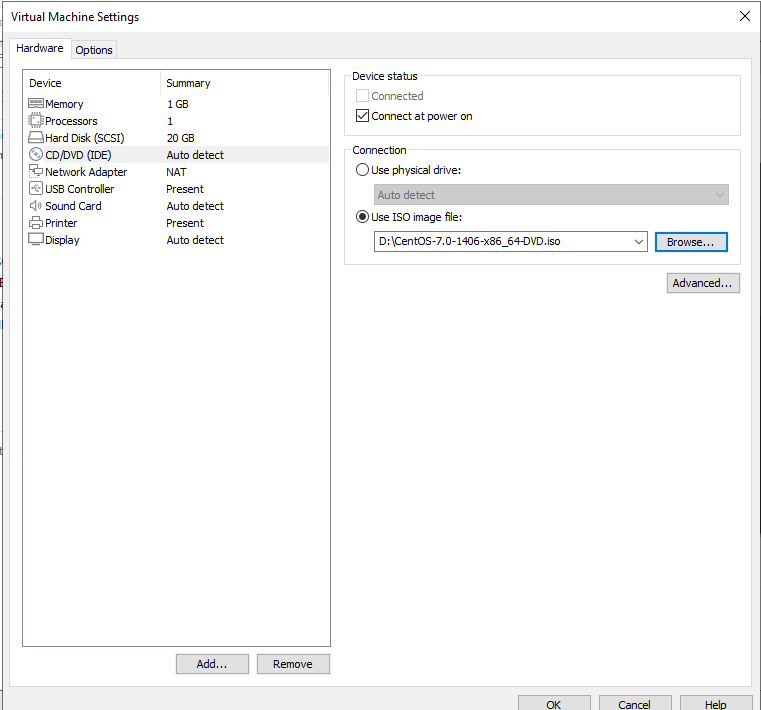 Virtual Machine Settings
Hardware Options
Device Summary
Memory 1 GB
Processors 1
Hard Disk (SCSI) 20 GB
CD/DVD (IDE) Auto detect
Network Adapter NAT
USB Controller Present
Sound Card Auto detect
Printer Present
Display Auto detect
Add... Remove
Device status
Connected
Connect at power on
Connection
Use physical drive:
Auto detect
Use ISO image file:
D:\CentOS-7.0-1406-x86_64-DVD.iso Browse...
Advanced...
OK Cancel Help